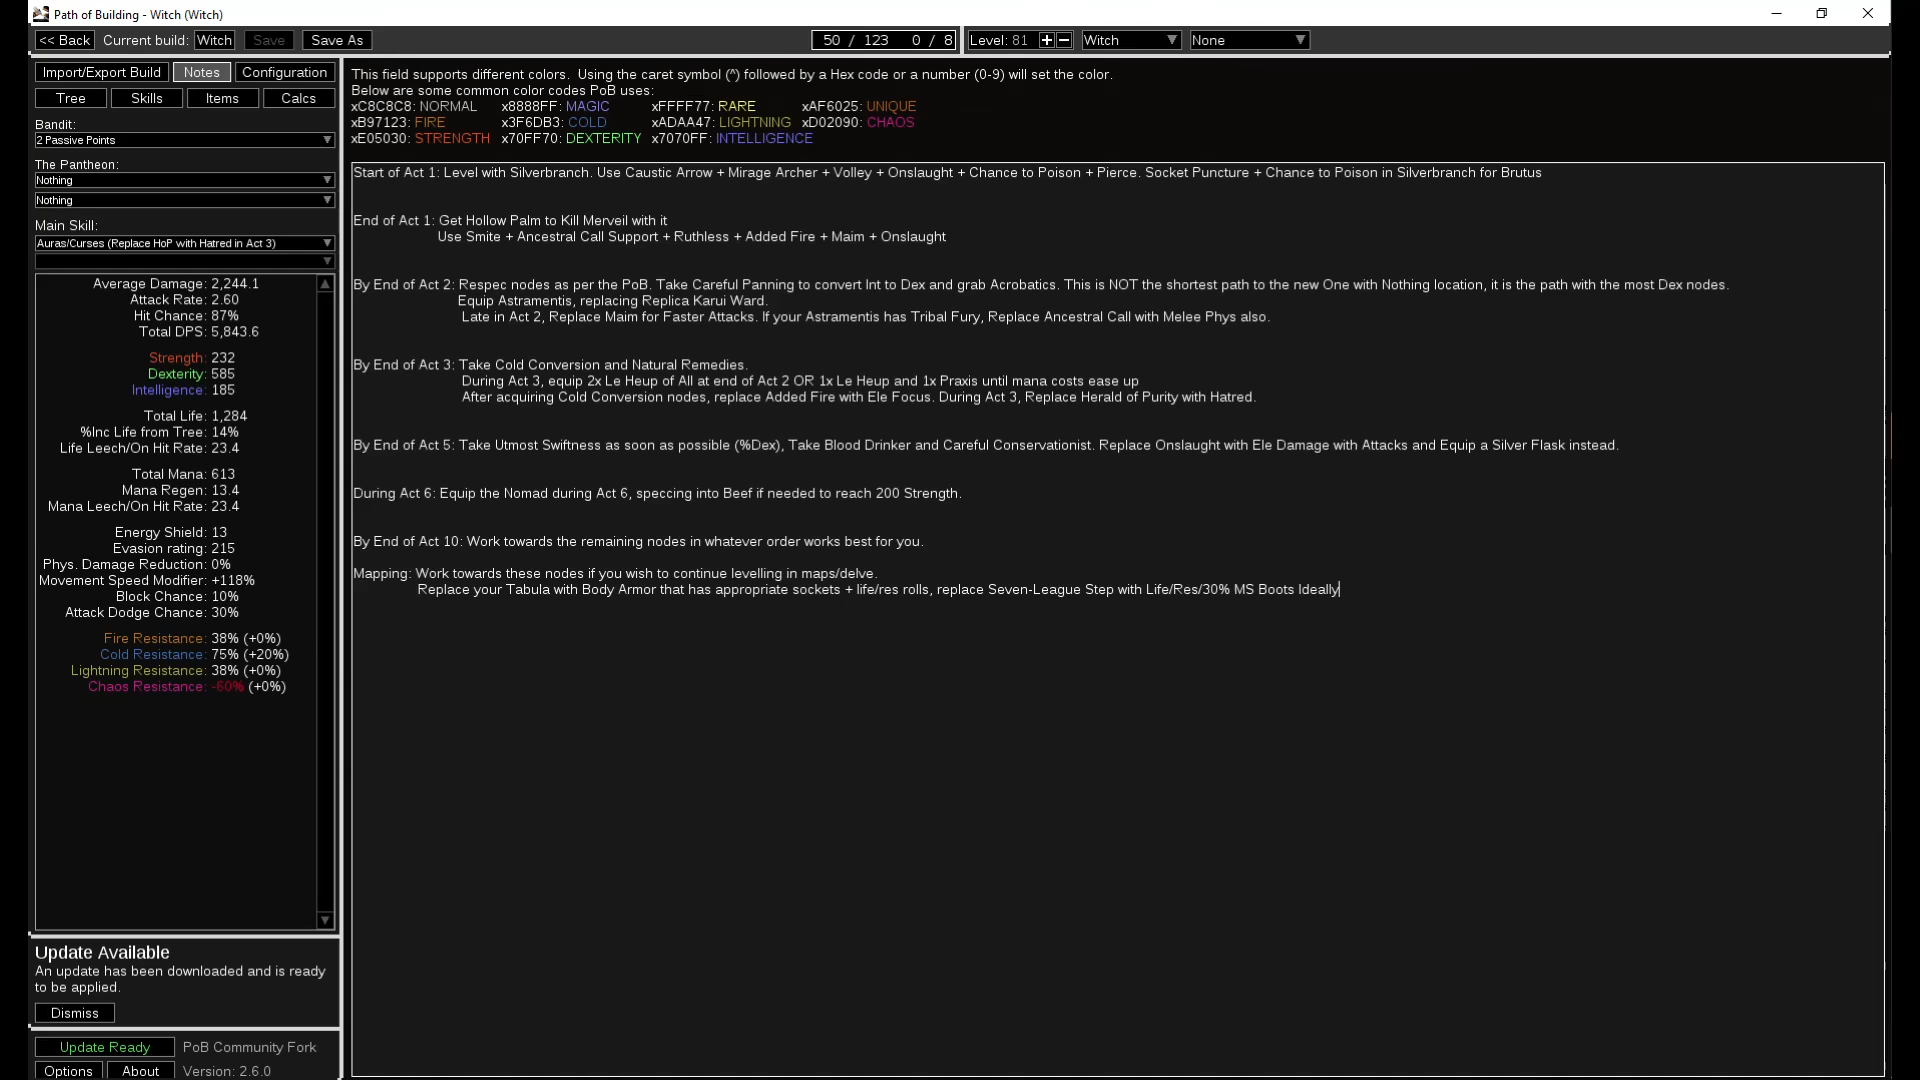 Path of Building - Witch (Witch)
<< Back Current build: Witch Save Save As 50 / 123 0 / 8 Level: 81 Witch None
Import/Export Build Notes Configuration
Tree Skills Items Calcs
Bandit:
2 Passive Points
The Pantheon:
Nothing
Nothing
Main Skill:
Auras/Curses (Replace HoP with Hatred in Act 3)
Average Damage: 2,244.1
Attack Rate: 2.60
Hit Chance: 87%
Total DPS: 5,843.6
Strength: 232
Dexterity: 585
Intelligence: 185
Total Life: 1,284
%Inc Life from Tree: 14%
Life Leech/On Hit Rate: 23.4
Total Mana: 613
Mana Regen: 13.4
Mana Leech/On Hit Rate: 23.4
Energy Shield: 13
Evasion rating: 215
Phys. Damage Reduction: 0%
Movement Speed Modifier: +118%
Block Chance: 10%
Attack Dodge Chance: 30%
Fire Resistance: 38% (+0%)
Cold Resistance: 75% (+20%)
Lightning Resistance: 38% (+0%)
Chaos Resistance: -60% (+0%)
Update Available
An update has been downloaded and is ready
to be applied.
Dismiss
Update Ready PoB Community Fork
Options About Version: 2.6.0
This field supports different colors. Using the caret symbol (^) followed by a Hex code or a number (0-9) will set the color.
Below are some common color codes PoB uses:
xC8C8C8: NORMAL x8888FF: MAGIC xFFFF77: RARE xAF6025: UNIQUE
xB97123: FIRE x3F6DB3: COLD xADAA47: LIGHTNING xD02090: CHAOS
xE05030: STRENGTH x70FF70: DEXTERITY x7070FF: INTELLIGENCE
Start of Act 1: Level with Silverbranch. Use Caustic Arrow + Mirage Archer + Volley + Onslaught + Chance to Poison + Pierce. Socket Puncture + Chance to Poison in Silverbranch for Brutus
End of Act 1: Get Hollow Palm to Kill Merveil with it
Use Smite + Ancestral Call Support + Ruthless + Added Fire + Maim + Onslaught
By End of Act 2: Respec nodes as per the PoB. Take Careful Panning to convert Int to Dex and grab Acrobatics. This is NOT the shortest path to the new One with Nothing location, it is the path with the most Dex nodes.
Equip Astramentis, replacing Replica Karui Ward.
Late in Act 2, Replace Maim for Faster Attacks. If your Astramentis has Tribal Fury, Replace Ancestral Call with Melee Phys also.
By End of Act 3: Take Cold Conversion and Natural Remedies.
During Act 3, equip 2x Le Heup of All at end of Act 2 OR 1x Le Heup and 1x Praxis until mana costs ease up
After acquiring Cold Conversion nodes, replace Added Fire with Ele Focus. During Act 3, Replace Herald of Purity with Hatred.
By End of Act 5: Take Utmost Swiftness as soon as possible (%Dex), Take Blood Drinker and Careful Conservationist. Replace Onslaught with Ele Damage with Attacks and Equip a Silver Flask instead.
During Act 6: Equip the Nomad during Act 6, speccing into Beef if needed to reach 200 Strength.
By End of Act 10: Work towards the remaining nodes in whatever order works best for you.
Mapping: Work towards these nodes if you wish to continue levelling in maps/delve.
Replace your Tabula with Body Armor that has appropriate sockets + life/res rolls, replace Seven-League Step with Life/Res/30% MS Boots Ideally